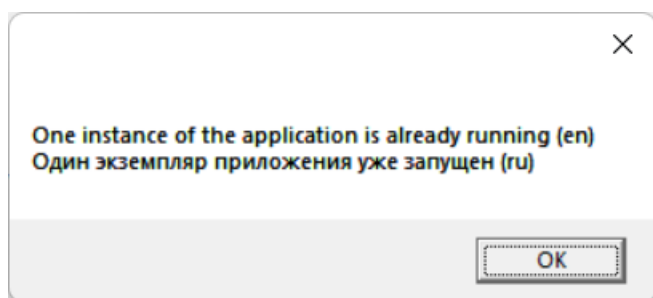 One instance of the application is already running (en)
Один экземпляр приложения уже запущен (ru)
OK